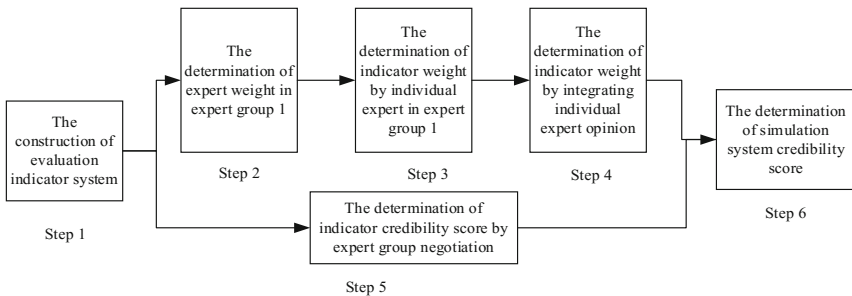 The
construction of
evaluation
indicator system
Step 1
The
determination of
expert weight in
expert group 1
Step 2
The
determination of
indicator weight
by individual
expert in expert
group 1
Step 3
The
determination of
indicator weight
by integrating
individual
expert opinion
Step 4
The determination of
indicator credibility score by
expert group negotiation
Step 5
The determination
of simulation
system credibility
score
Step 6